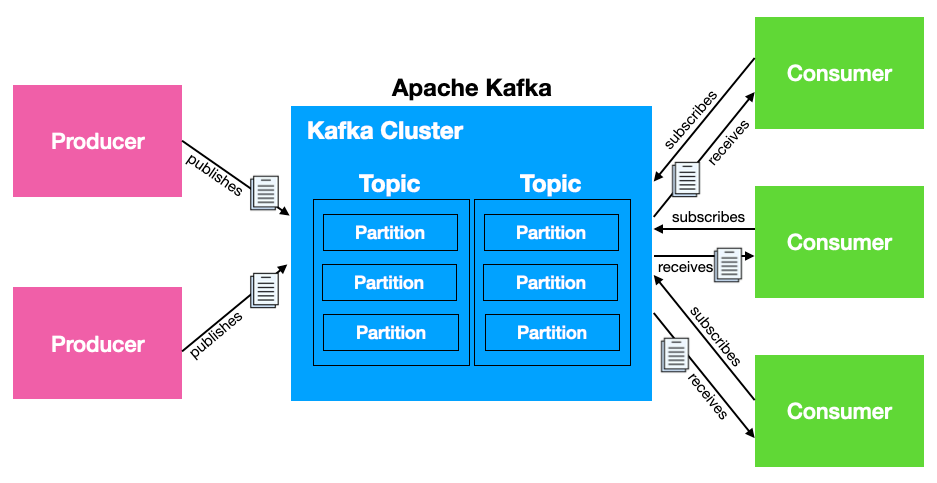 Apache Kafka
Producer
publishes
Producer
publishes
Kafka Cluster
Topic
Partition
Partition
Partition
Topic
Partition
Partition
Partition
subscribes
receives
Consumer
subscribes
receives
Consumer
subscribes
receives
Consumer